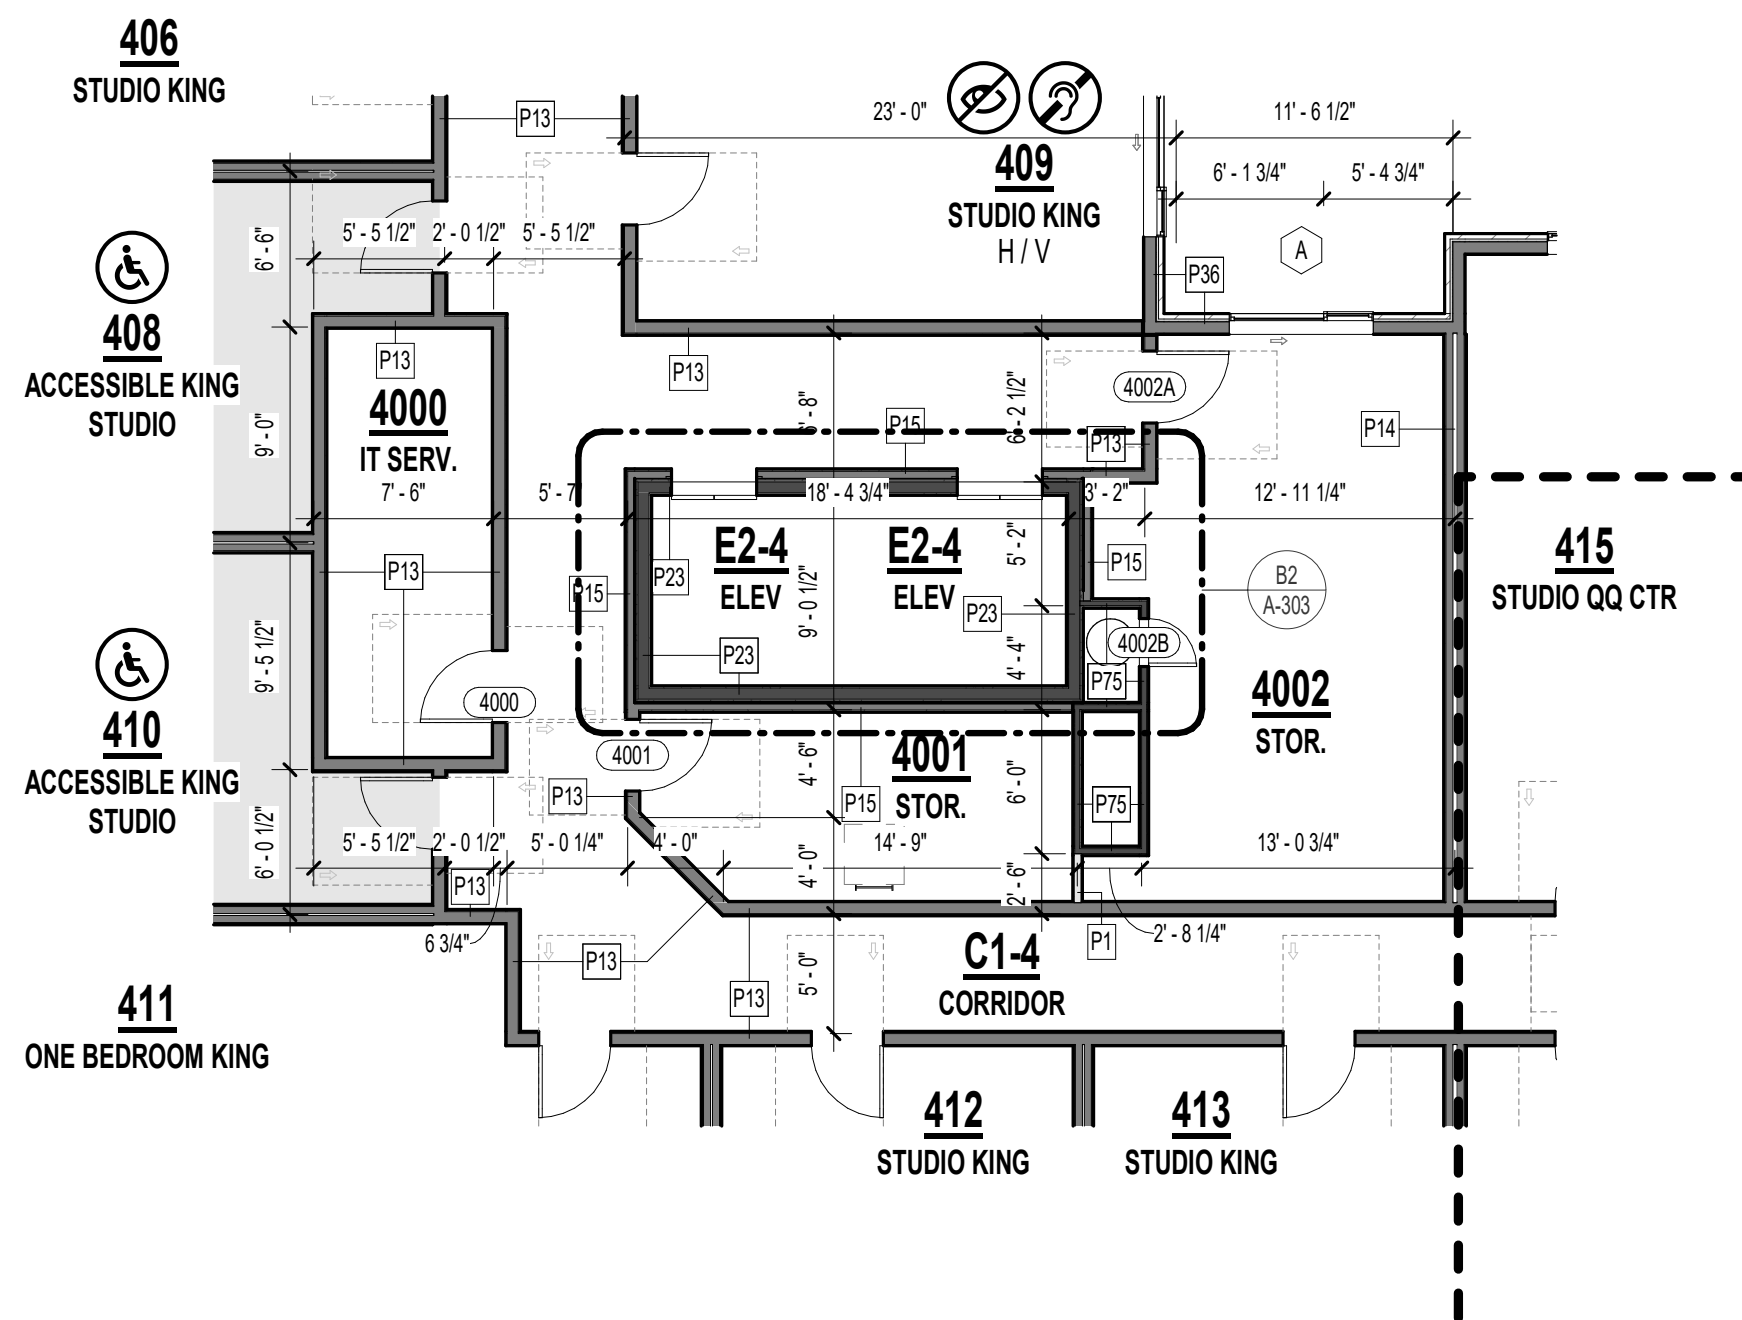 406
STUDIO KING
P13
23' - 0"
11' - 6 1/2"
409
STUDIO KING
H / V
6' - 1 3/4"
5' - 4 3/4"
6' - 6"
5' - 5 1/2"
2' - 0 1/2"
5' - 5 1/2"
A
P36
408
ACCESSIBLE KING
STUDIO
P13
P13
4002A
4000
IT SERV.
9' - 0"
6' - 2 1/2"
P15
P13
P14
7' - 6"
5' - 7"
18' - 4 3/4"
3' - 2"
12' - 11 1/4"
E2-4
ELEV
E2-4
ELEV
5' - 2"
415
STUDIO QQ CTR
P13
P23
P15
9' - 0 1/2"
P15
B2
A-303
P23
4002B
410
ACCESSIBLE KING
STUDIO
9' - 5 1/2"
P23
4' - 4"
P75
4000
4002
STOR.
4001
4' - 6"
4001
STOR.
6' - 0"
P13
P15
P75
6' - 0 1/2"
5' - 5 1/2"
2' - 0 1/2"
5' - 0 1/4"
4' - 0"
14' - 9"
13' - 0 3/4"
4' - 0"
2' - 6"
P13
6 3/4"
P13
P13
5' - 0"
C1-4
CORRIDOR
P1
2' - 8 1/4"
411
ONE BEDROOM KING
412
STUDIO KING
413
STUDIO KING